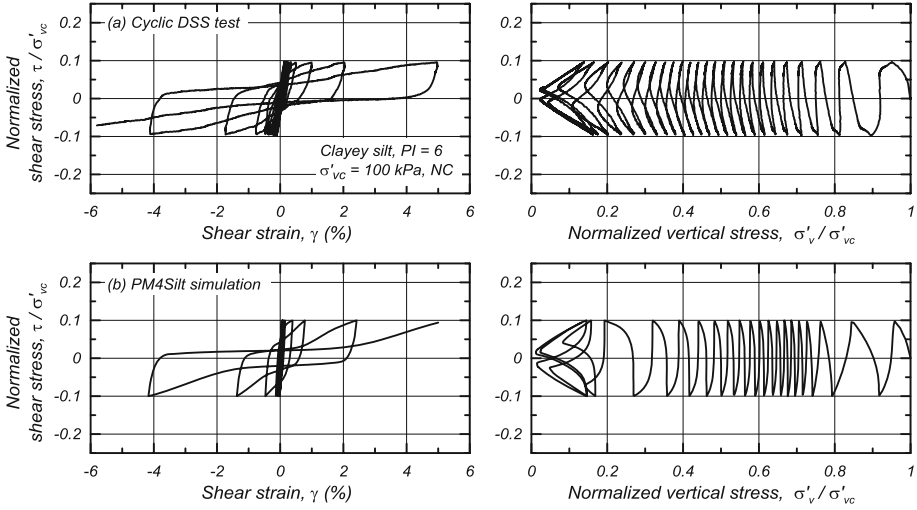 (a) Cyclic DSS test
Normalized
shear stress, τ / σ'vc
0.2
0.1
0
-0.1
-0.2
Clayey silt, PI = 6
σ'vc = 100 kPa, NC
-6 -4 -2 0 2 4 6
Shear strain, γ (%)
0.2
0.1
0
-0.1
-0.2
0 0.2 0.4 0.6 0.8 1
Normalized vertical stress, σ'v / σ'vc
(b) PM4Silt simulation
Normalized
shear stress, τ / σ'vc
0.2
0.1
0
-0.1
-0.2
-6 -4 -2 0 2 4 6
Shear strain, γ (%)
0.2
0.1
0
-0.1
-0.2
0 0.2 0.4 0.6 0.8 1
Normalized vertical stress, σ'v / σ'vc